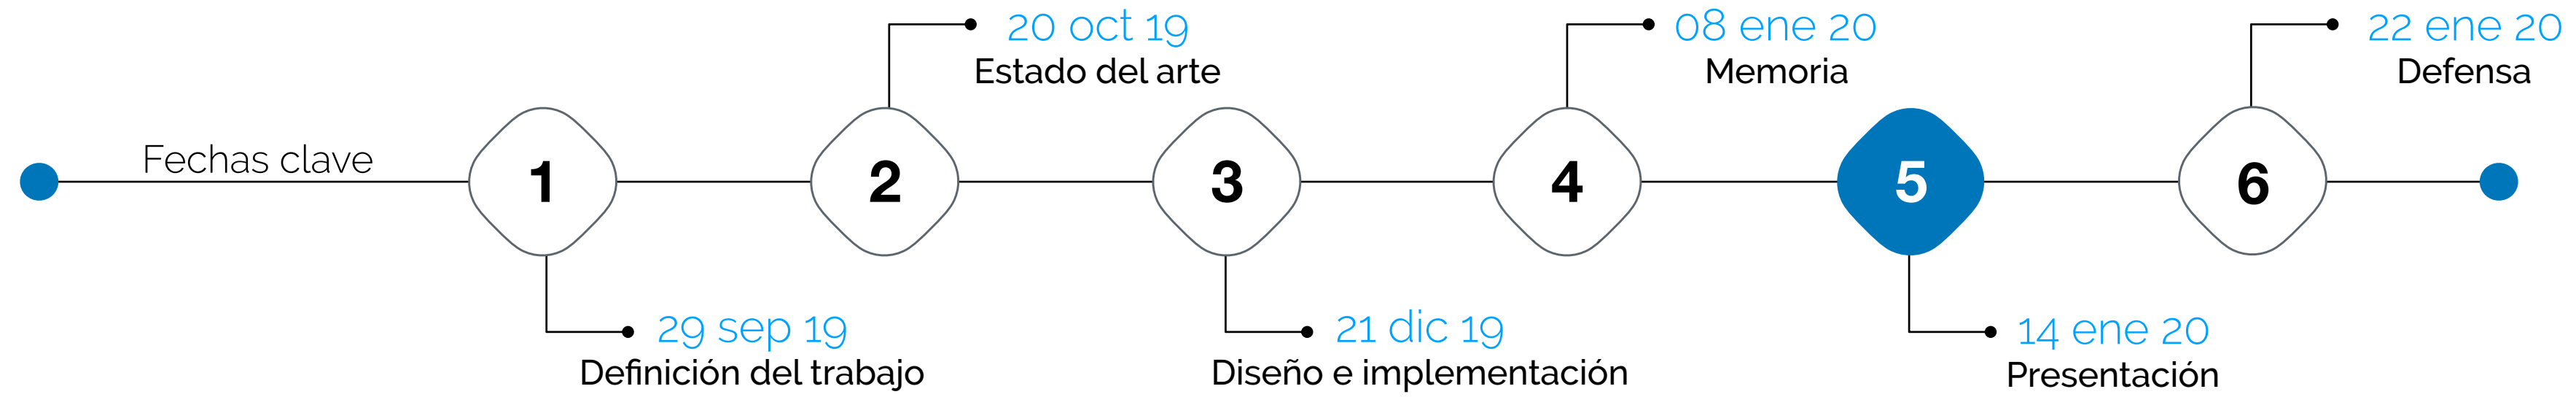 Fechas clave
1
29 sep 19
Definición del trabajo
2
20 oct 19
Estado del arte
3
21 dic 19
Diseño e implementación
4
08 ene 20
Memoria
5
14 ene 20
Presentación
6
22 ene 20
Defensa